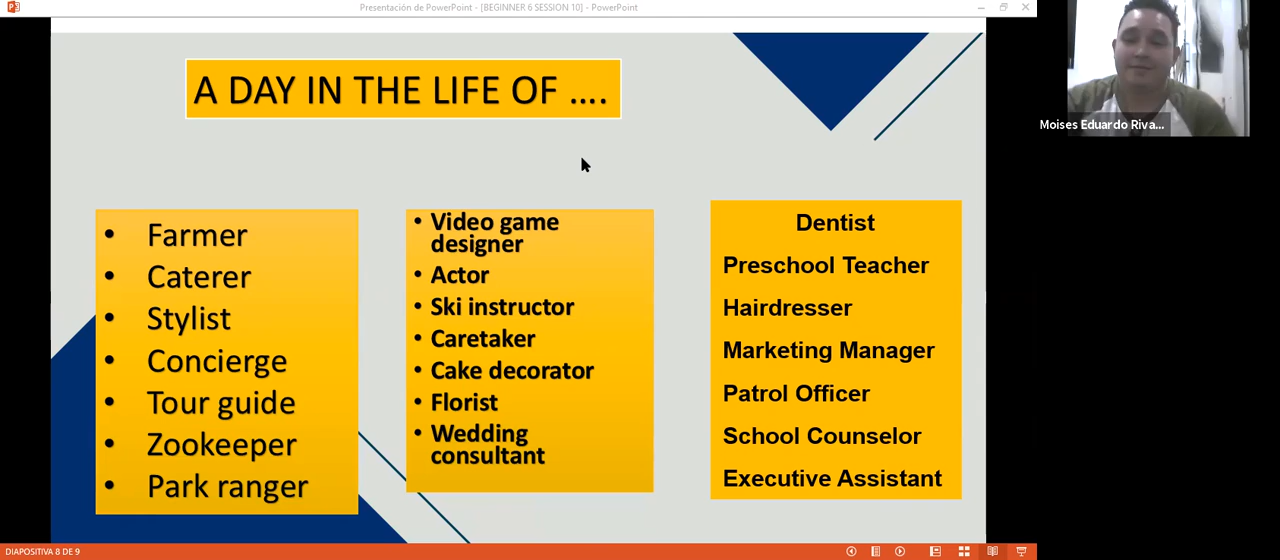 Presentación de PowerPoint - [BEGINNER 6 SESSION 10] - PowerPoint
A DAY IN THE LIFE OF ....
• Farmer
• Caterer
• Stylist
• Concierge
• Tour guide
• Zookeeper
• Park ranger
• Video game
designer
• Actor
• Ski instructor
• Caretaker
• Cake decorator
• Florist
• Wedding
consultant
Dentist
Preschool Teacher
Hairdresser
Marketing Manager
Patrol Officer
School Counselor
Executive Assistant
Moises Eduardo Riva...
DIAPOSITIVA 8 DE 9